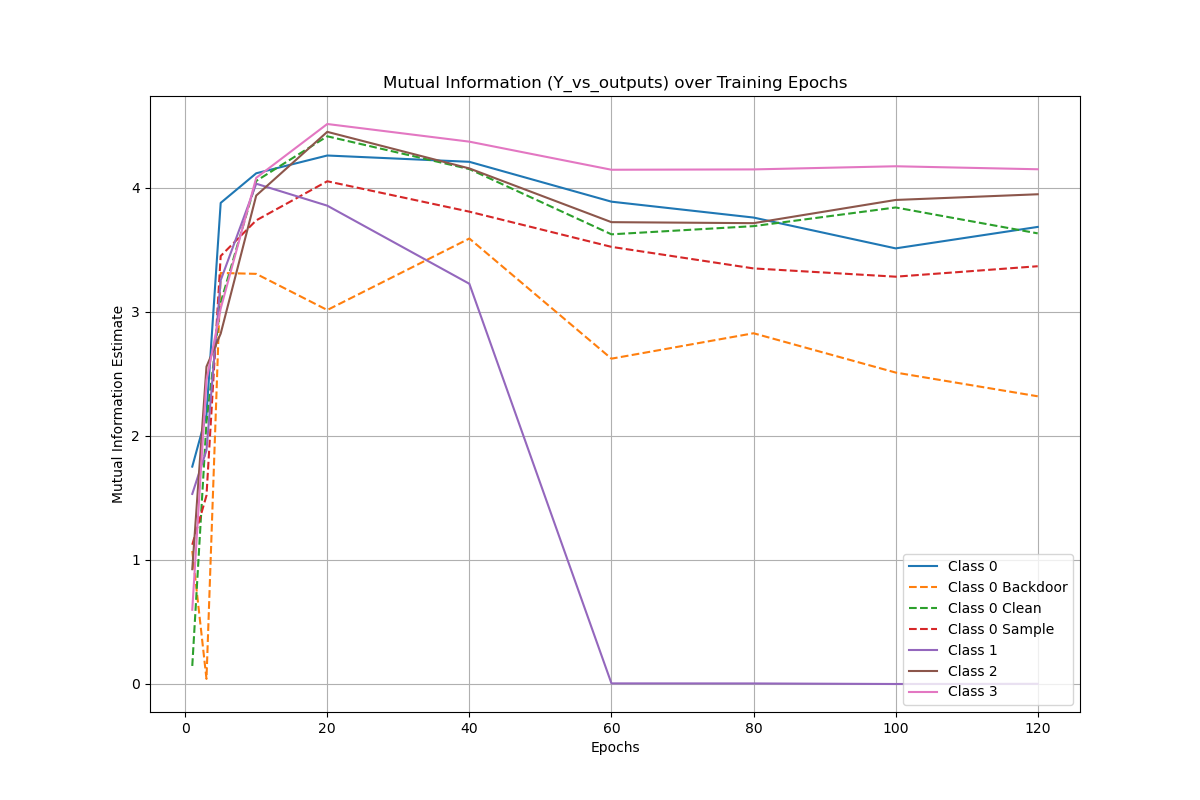 Mutual Information (Y_vs_outputs) over Training Epochs
Mutual Information Estimate
4
3
2
1
0
0 20 40 60 80 100 120
Epochs
Class 0
Class 0 Backdoor
Class 0 Clean
Class 0 Sample
Class 1
Class 2
Class 3